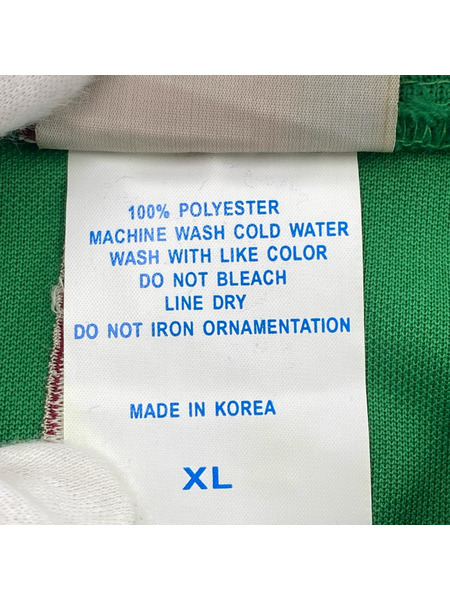 100% POLYESTER
MACHINE WASH COLD WATER
WASH WITH LIKE COLOR
DO NOT BLEACH
LINE DRY
DO NOT IRON ORNAMENTATION
MADE IN KOREA
XL